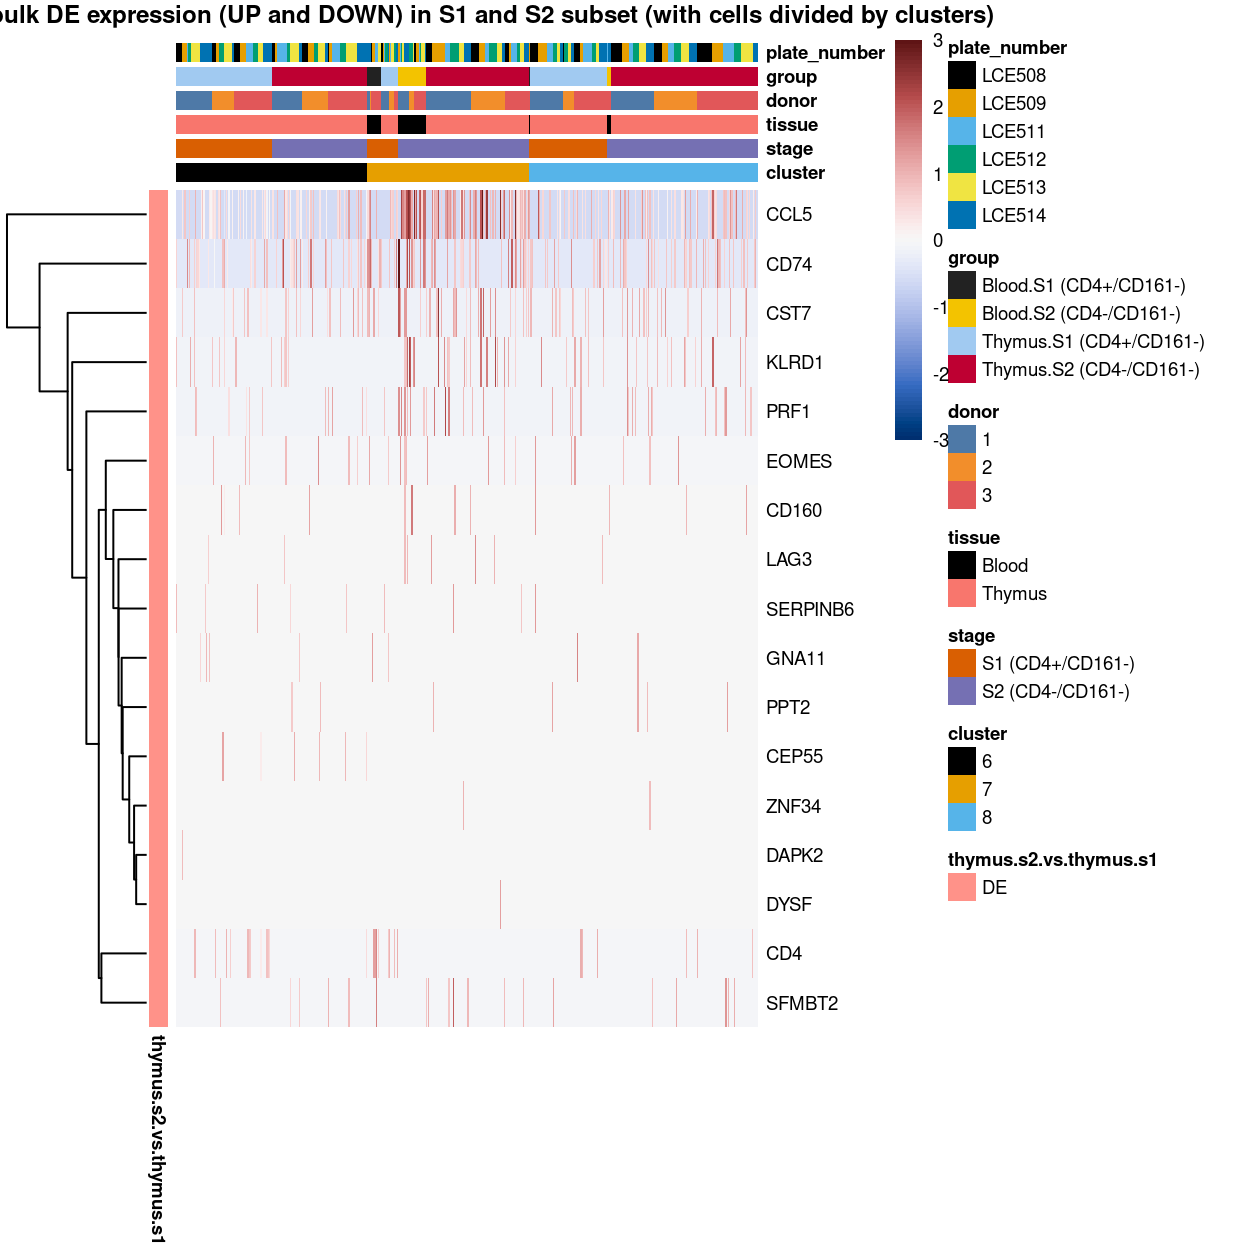 ulk DE expression (UP and DOWN) in S1 and S2 subset (with cells divided by clusters)
plate_number
group
donor
tissue
stage
cluster
CCL5
CD74
CST7
KLRD1
PRF1
EOMES
CD160
LAG3
SERPINB6
GNA11
PPT2
CEP55
ZNF34
DAPK2
DYSF
CD4
SFMBT2
thymus.s2.vs.thymus.s1
3
2
1
0
-1
-2
-3
plate_number
LCE508
LCE509
LCE511
LCE512
LCE513
LCE514
group
Blood.S1 (CD4+/CD161-)
Blood.S2 (CD4-/CD161-)
Thymus.S1 (CD4+/CD161-)
Thymus.S2 (CD4-/CD161-)
donor
1
2
3
tissue
Blood
Thymus
stage
S1 (CD4+/CD161-)
S2 (CD4-/CD161-)
cluster
6
7
8
thymus.s2.vs.thymus.s1
DE